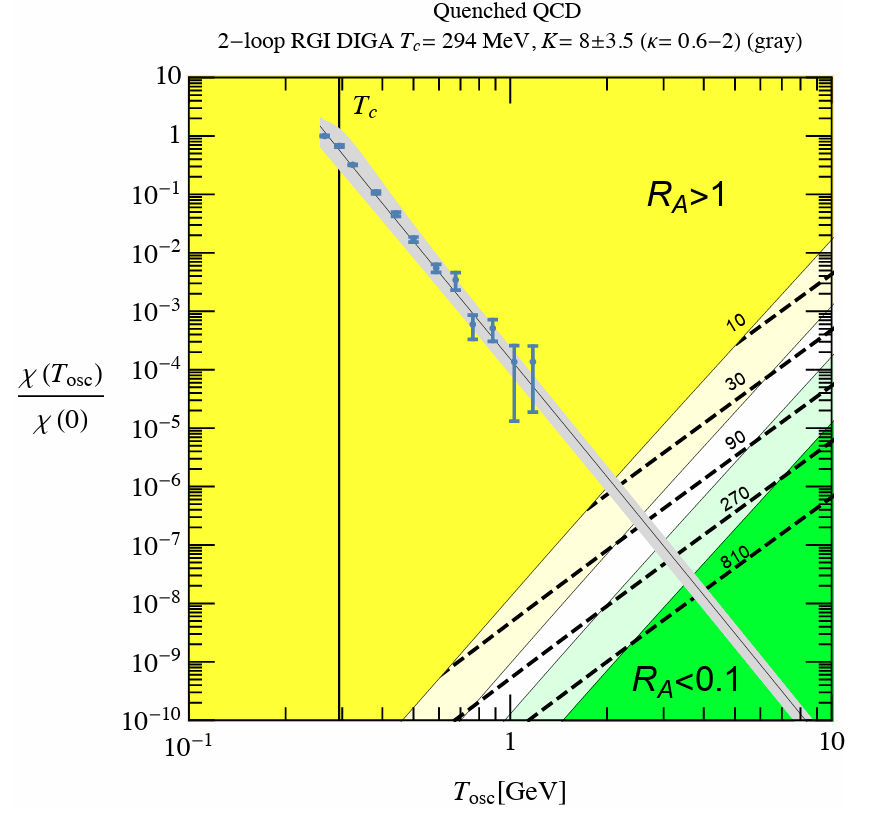 Quenched QCD
2−loop RGI DIGA T_c= 294 MeV, K= 8±3.5 (κ= 0.6−2) (gray)
10
T_c
1
10^−1
R_A>1
10^−2
10^−3
10
10^−4
30
χ(T_osc)
χ(0)
10^−5
90
10^−6
270
10^−7
810
10^−8
10^−9
R_A<0.1
10^−10
10^−1
1
10
T_osc[GeV]